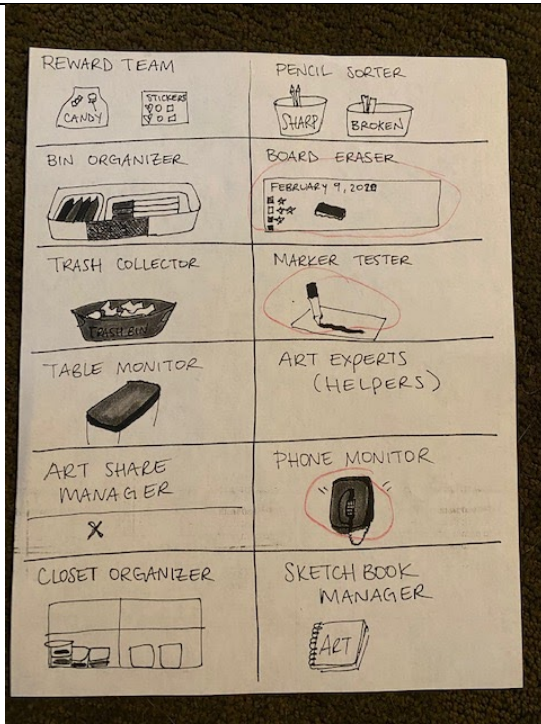 REWARD TEAM
CANDY
STICKERS
PENCIL SORTER
SHARP
BROKEN
BIN ORGANIZER
BOARD ERASER
FEBRUARY 9, 2020
TRASH COLLECTOR
TRASH BIN
MARKER TESTER
TABLE MONITOR
ART EXPERTS
(HELPERS)
ART SHARE
MANAGER
X
PHONE MONITOR
CLOSET ORGANIZER
SKETCH BOOK
MANAGER
ART